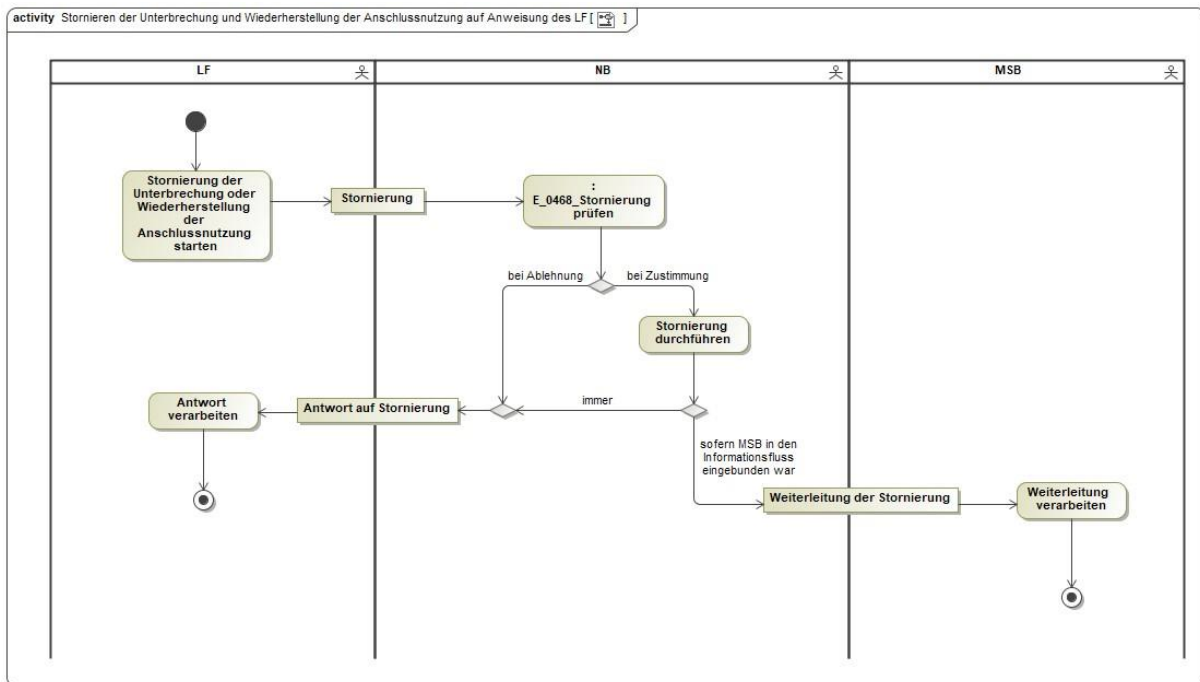 activity Stornieren der Unterbrechung und Wiederherstellung der Anschlussnutzung auf Anweisung des LF [ ]
LF
NB
MSB
Stornierung der
Unterbrechung oder
Wiederherstellung
der
Anschlussnutzung
starten
Stornierung
:
E_0468_Stornierung
prüfen
bei Ablehnung
bei Zustimmung
Stornierung
durchführen
Antwort
verarbeiten
Antwort auf Stornierung
immer
sofern MSB in den
Informationsfluss
eingebunden war
Weiterleitung der Stornierung
Weiterleitung
verarbeiten